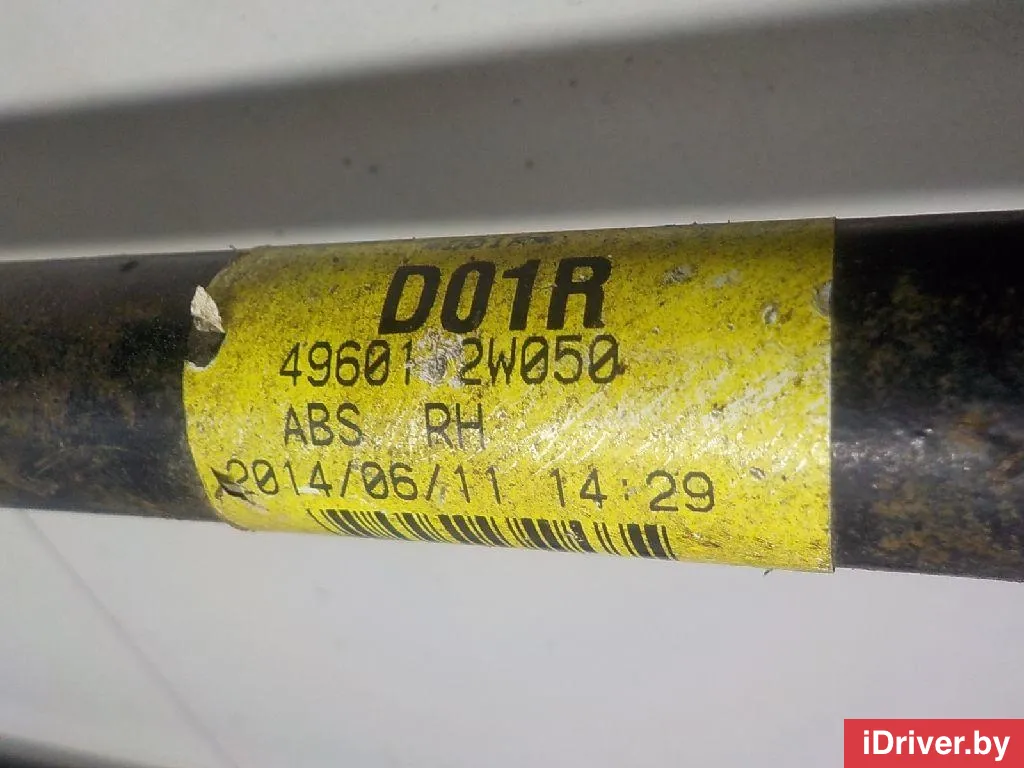 D01R
49601 2W050
ABS RH
2014/06/11 14:29
iDriver.by